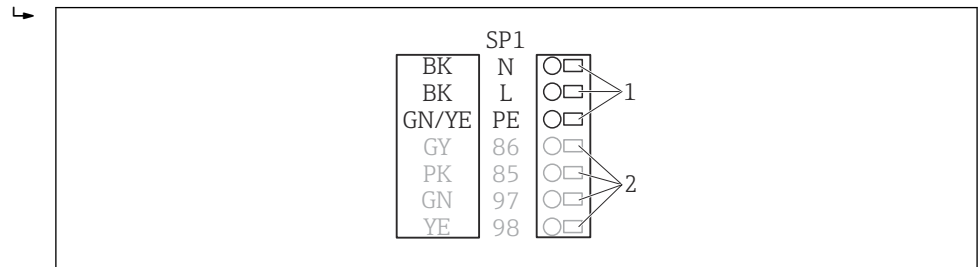 SP1
BK N
BK L 1
GN/YE PE
GY 86
PK 85 2
GN 97
YE 98